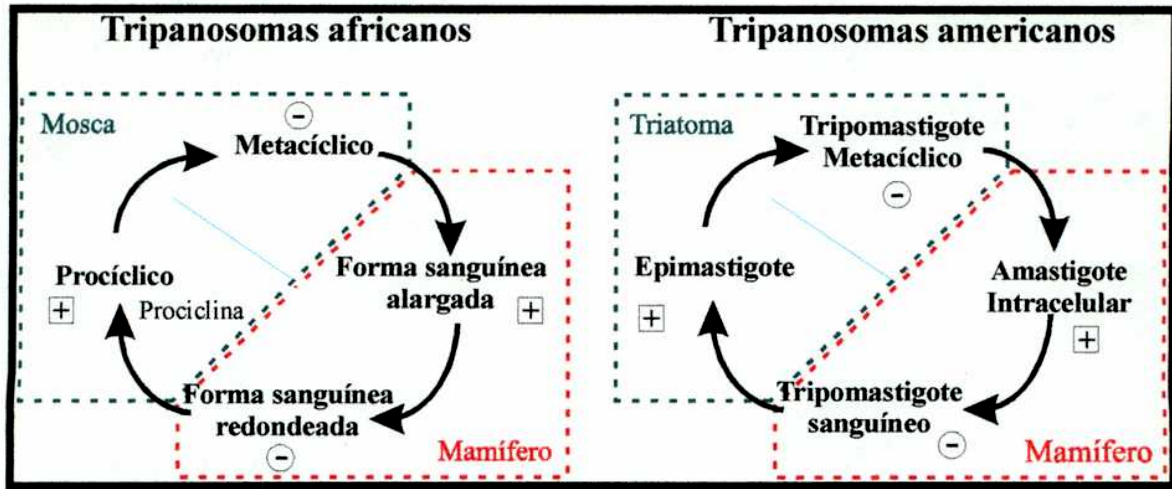 Tripanosomas africanos
Mosca
−
Metacíclico
Procíclico
+
Prociclina
Forma sanguínea
alargada
+
Forma sanguínea
redondeada
−
Mamífero
Tripanosomas americanos
Triatoma
Tripomastigote
Metacíclico
−
Epimastigote
+
Amastigote
Intracelular
+
Tripomastigote
sanguíneo
−
Mamífero